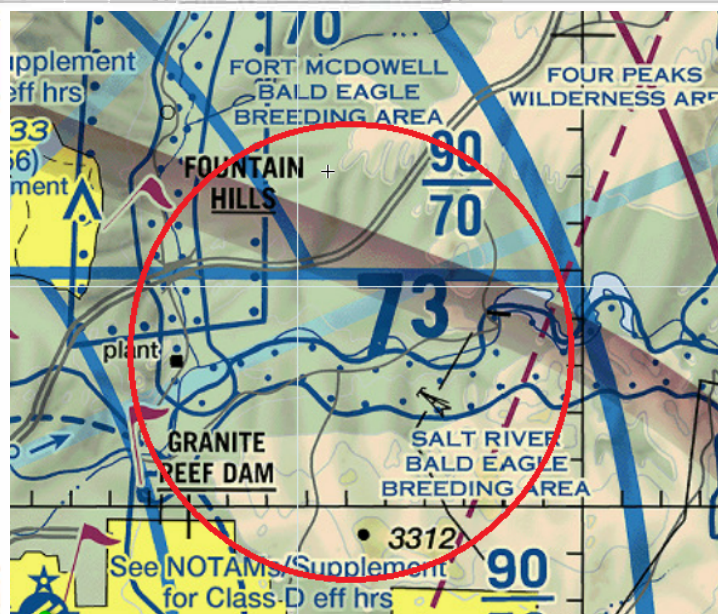 70
upplement
eff hrs
FORT MCDOWELL
BALD EAGLE
BREEDING AREA
FOUR PEAKS
WILDERNESS ARE
33
6)
ment
FOUNTAIN
HILLS
90
70
73
plant
GRANITE
REEF DAM
SALT RIVER
BALD EAGLE
BREEDING AREA
3312
See NOTAMs/Supplement
for Class D eff hrs
90